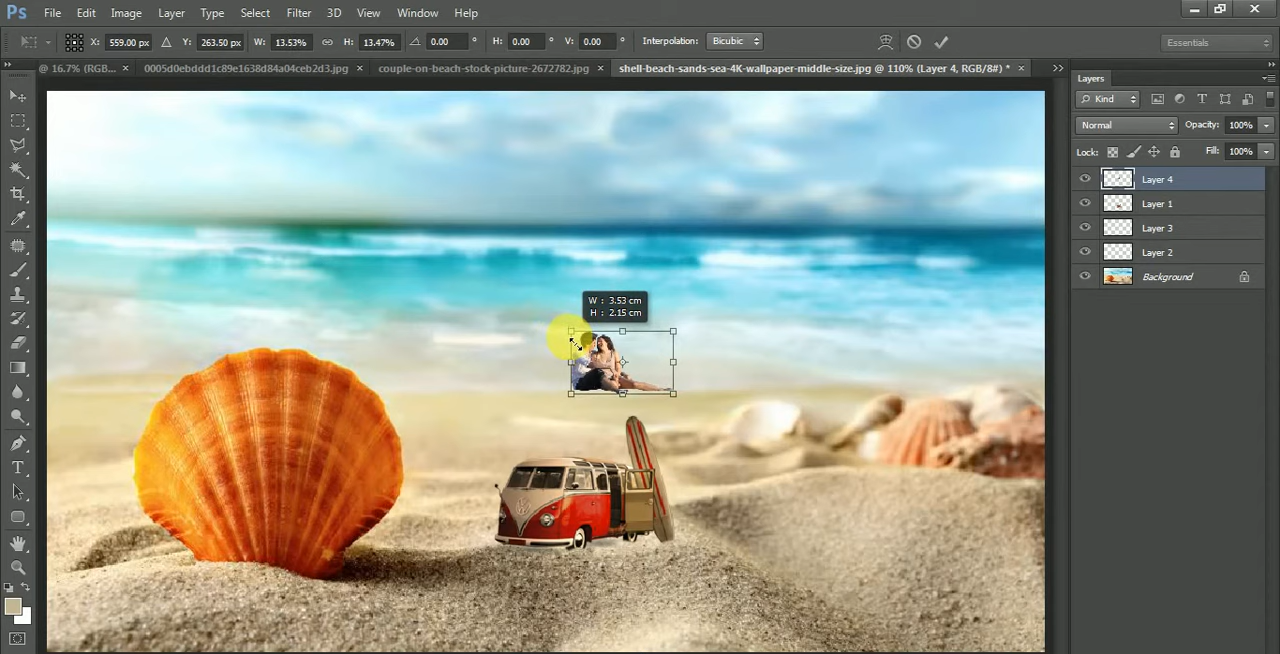 Ps File Edit Image Layer Type Select Filter 3D View Window Help
X: 559.00 px Y: 263.50 px W: 13.53% H: 13.47% 0.00 ° H: 0.00 ° V: 0.00 ° Interpolation: Bicubic Essentials
@ 16.7% (RGB... × 0005d0ebddd1c89e1638d84a04ceb2d3.jpg × couple-on-beach-stock-picture-2672782.jpg × shell-beach-sands-sea-4K-wallpaper-middle-size.jpg @ 110% (Layer 4, RGB/8#) * ×
Layers
Kind
Normal Opacity: 100%
Lock: Fill: 100%
Layer 4
Layer 1
Layer 3
Layer 2
Background
W : 3.53 cm
H : 2.15 cm